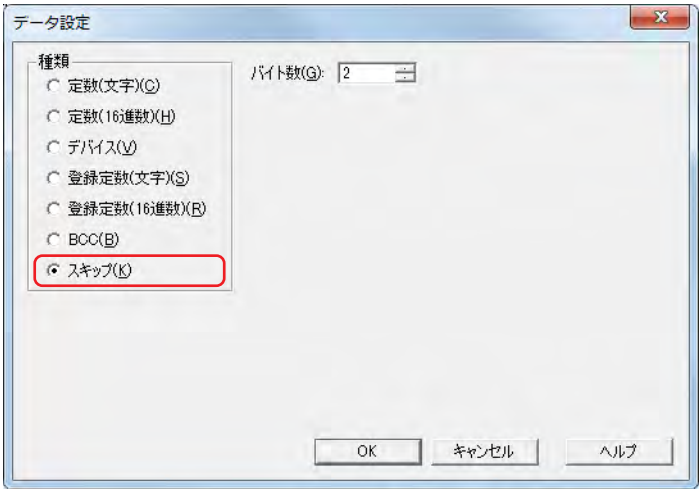 データ設定
種類
定数(文字)(C)
定数(16進数)(H)
デバイス(V)
登録定数(文字)(S)
登録定数(16進数)(R)
BCC(B)
スキップ(K)
バイト数(G): 2
OK キャンセル ヘルプ